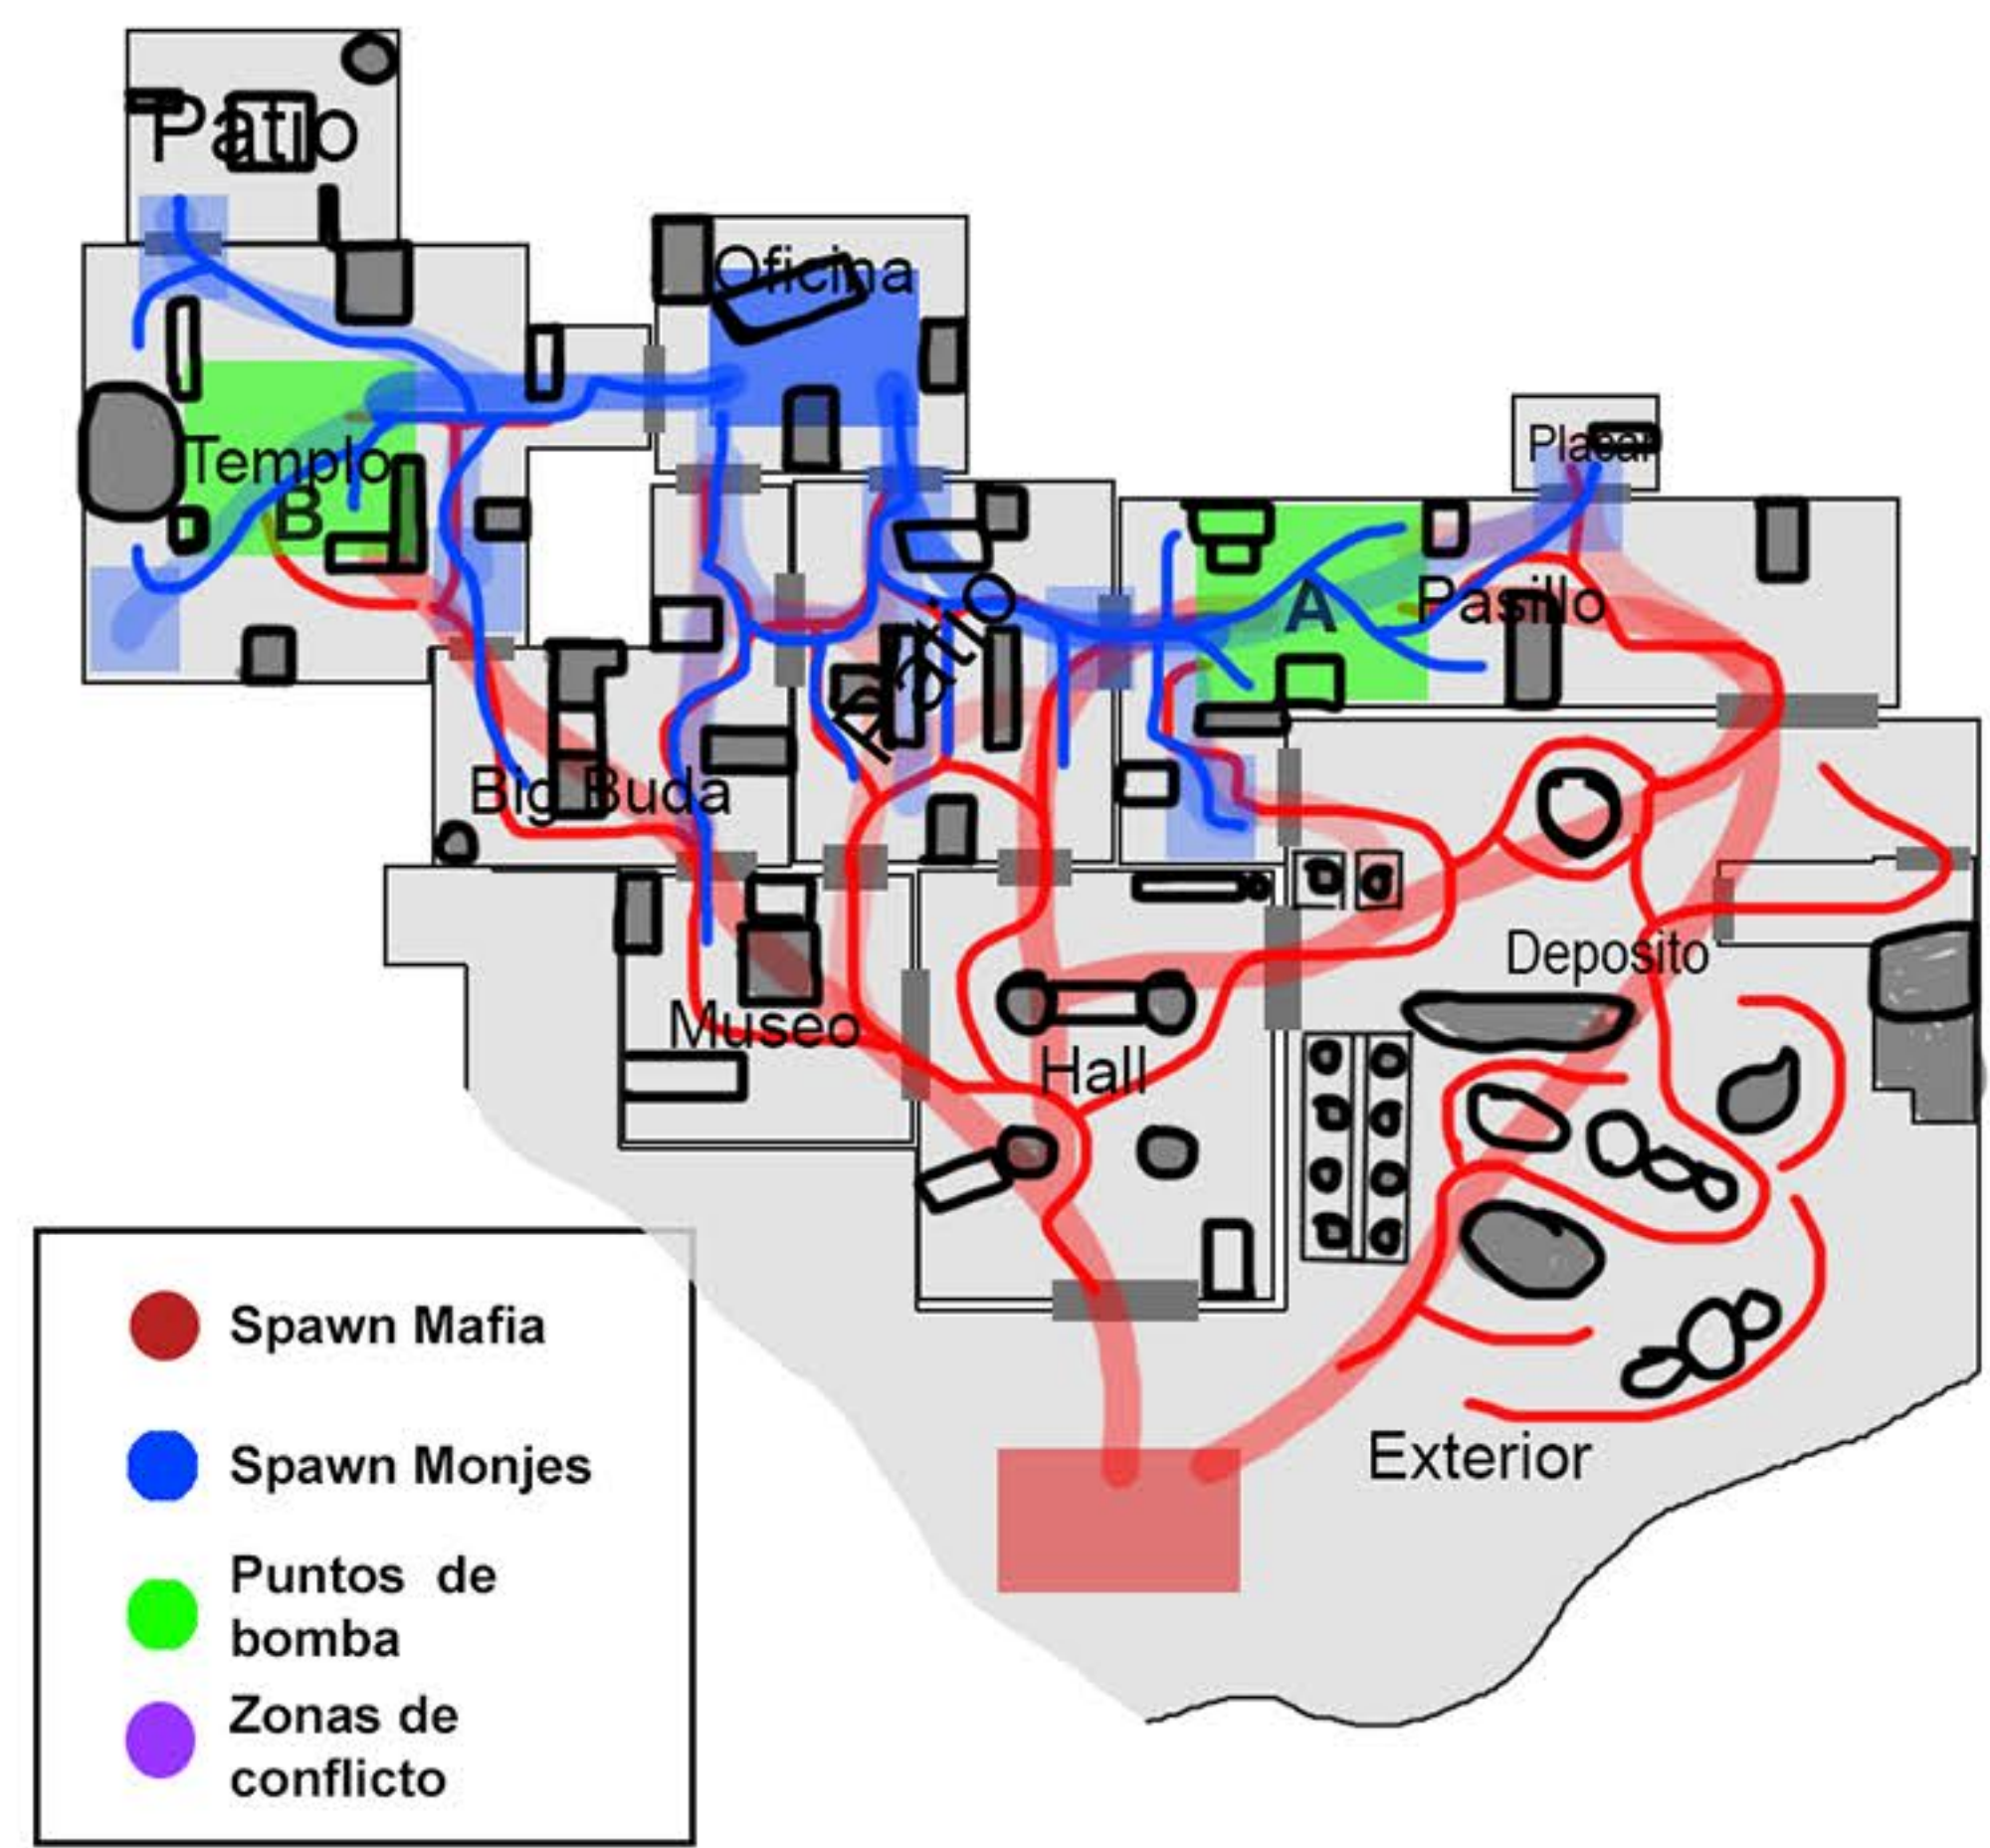 Patio
Oficina
Placar
Templo
B
A
Pasillo
Patio
Big Buda
Deposito
Museo
Hall
Exterior
Spawn Mafia
Spawn Monjes
Puntos de
bomba
Zonas de
conflicto